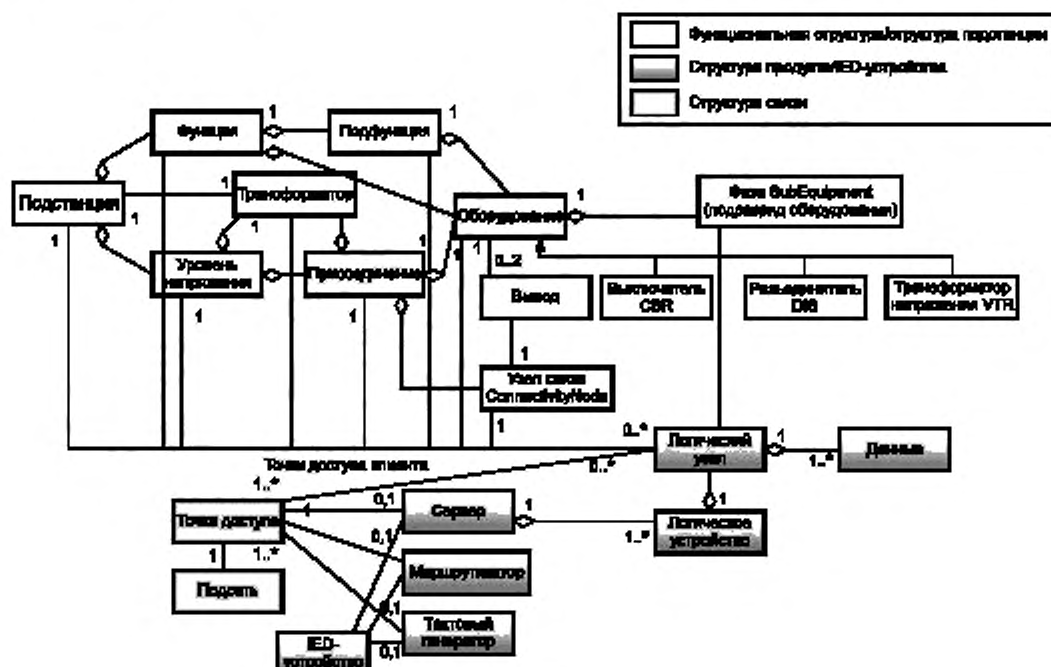 Функциональная структура/структура подстанции
Структура продукта/IED-устройства
Структура связи
Функция
1
Подфункция
1
Подстанция
1
1
Трансформатор
1
Оборудование
1
Фаза SubEquipment
(подразряд оборудования)
1
1
1
1
1
0..2
Уровень
напряжения
Присоединение
Вывод
Выключатель
CBR
Разъединитель
DIS
Трансформатор
напряжения VTR
1
1
1
Узел связи
ConnectivityNode
1
0..*
Логический
узел
1
1..*
Данные
Точки доступа клиента
0..*
1..*
0,1
Точка доступа
1
Сервер
1
1..*
1
Логическое
устройство
0,1
1
1..*
Маршрутизатор
Подсеть
0,1
Тактовый
генератор
IED-
устройство
0,1